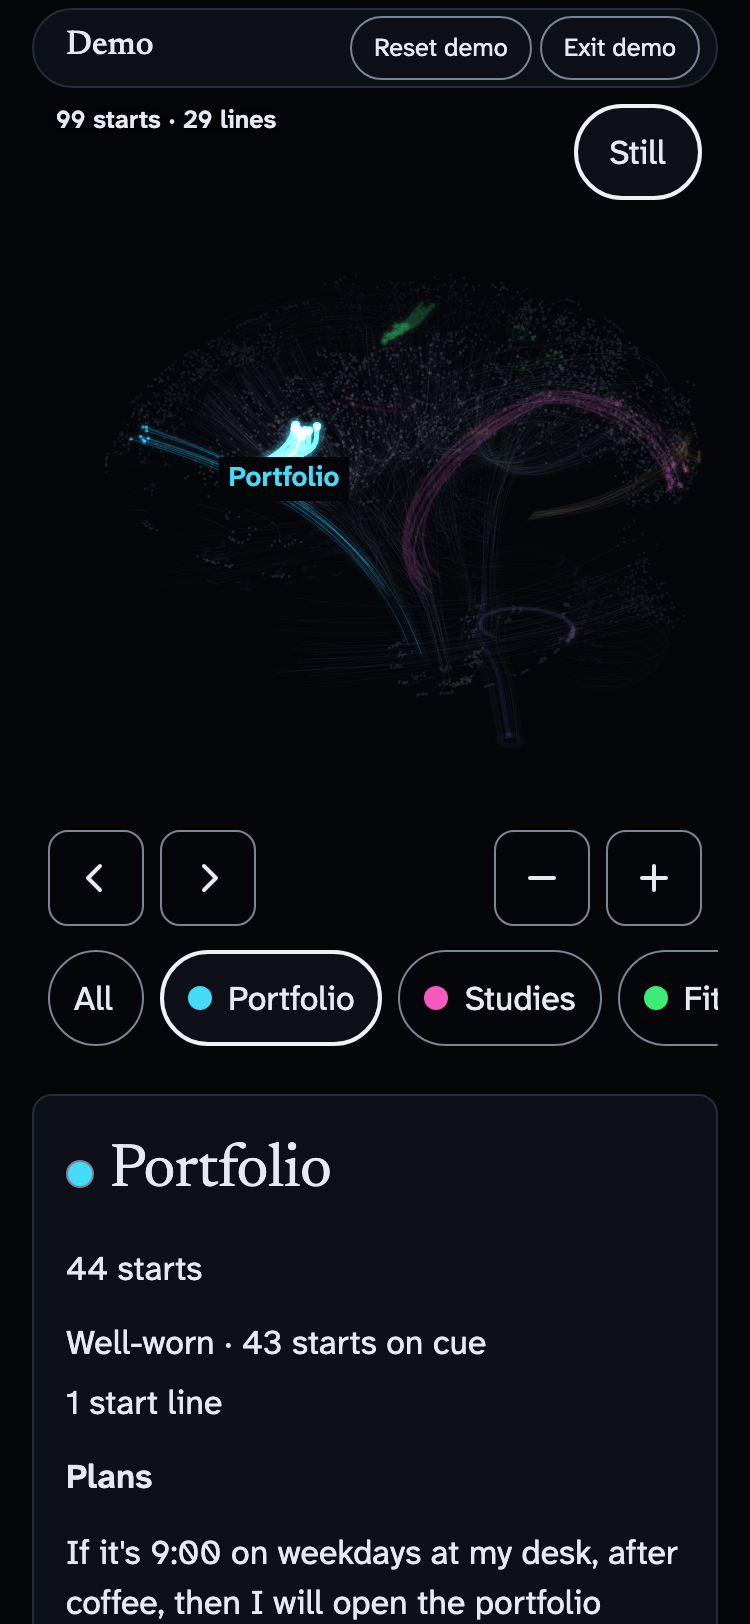 Demo
Reset demo
Exit demo
99 starts · 29 lines
Still
Portfolio
All
Portfolio
Studies
Fit
Portfolio
44 starts
Well-worn · 43 starts on cue
1 start line
Plans
If it's 9:00 on weekdays at my desk, after
coffee, then I will open the portfolio